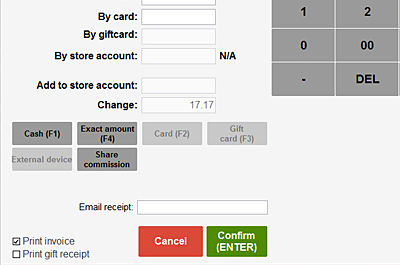 By card:
1 2
By giftcard:
0 00
By store account: N/A
- DEL
Add to store account:
Change: 17.17
Cash (F1) Exact amount (F4) Card (F2) Gift card (F3)
External device Share commission
Email receipt:
Print invoice
Print gift receipt
Cancel
Confirm (ENTER)